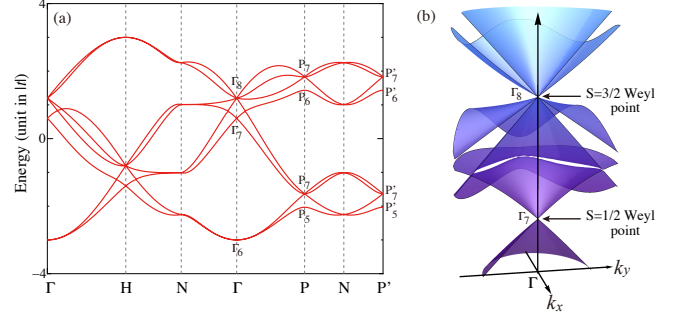 (a)
Energy (unit in |t|)
4
0
−4
Γ8
Γ7
Γ6
P7
P6
P7
P5
P'7
P'6
P'7
P'5
Γ H N Γ P N P'
(b)
Γ8
S=3/2 Weyl
point
Γ7
S=1/2 Weyl
point
Γ
ky
kx